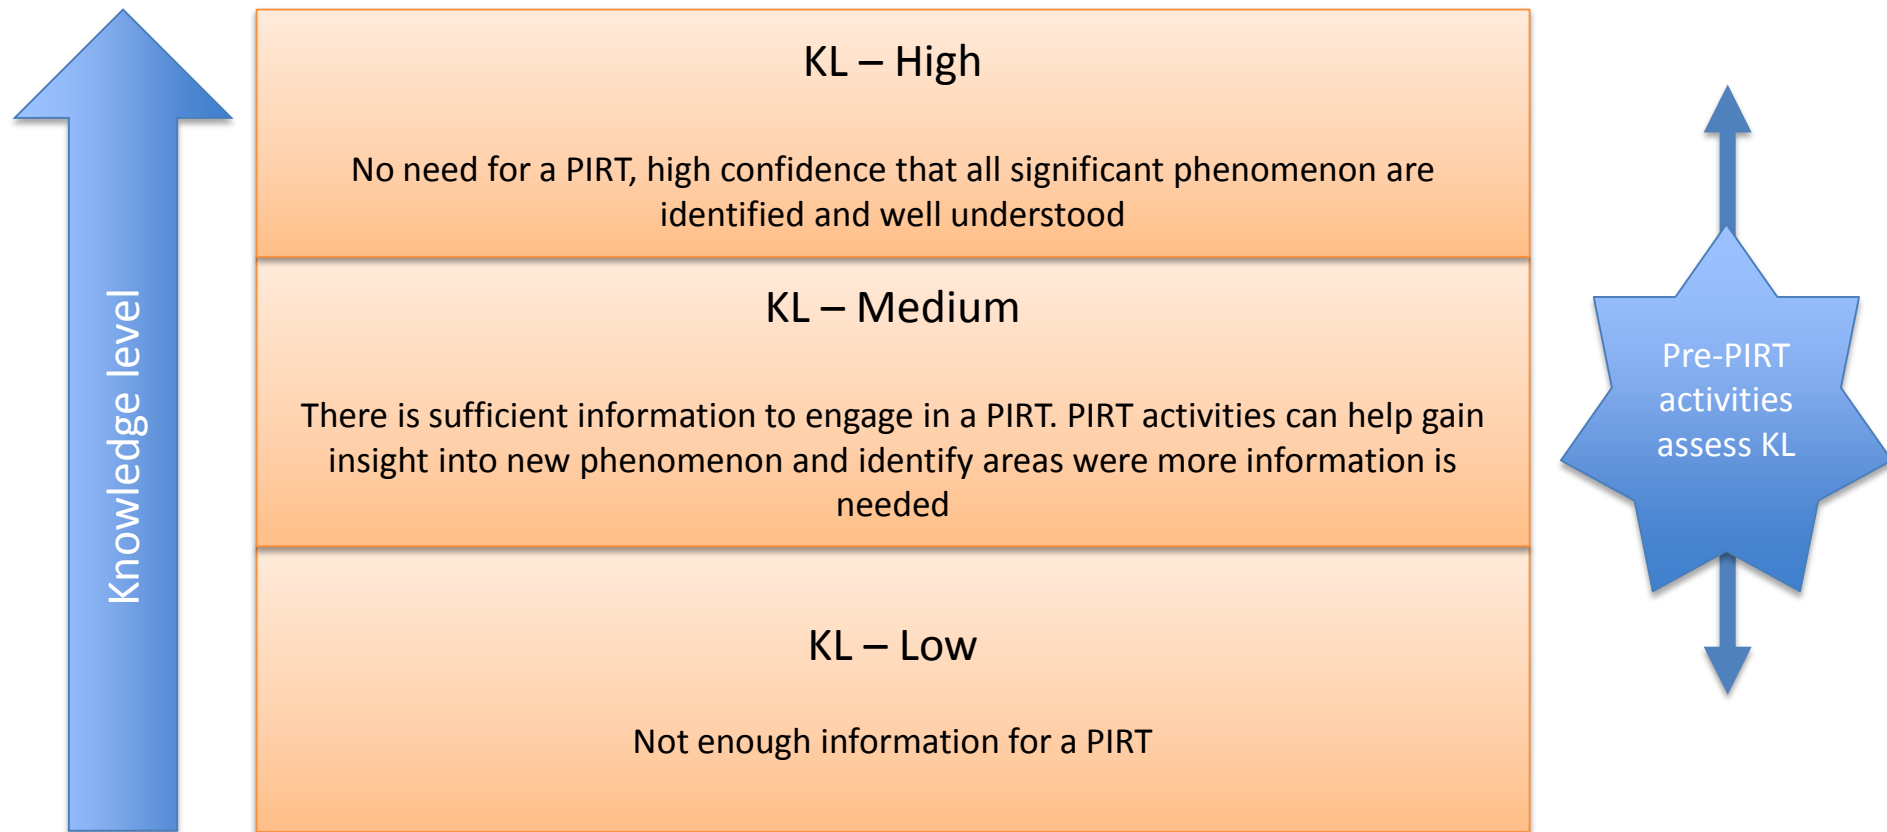 Knowledge level
KL – High
No need for a PIRT, high confidence that all significant phenomenon are
identified and well understood
KL – Medium
There is sufficient information to engage in a PIRT. PIRT activities can help gain
insight into new phenomenon and identify areas were more information is
needed
KL – Low
Not enough information for a PIRT
Pre-PIRT
activities
assess KL